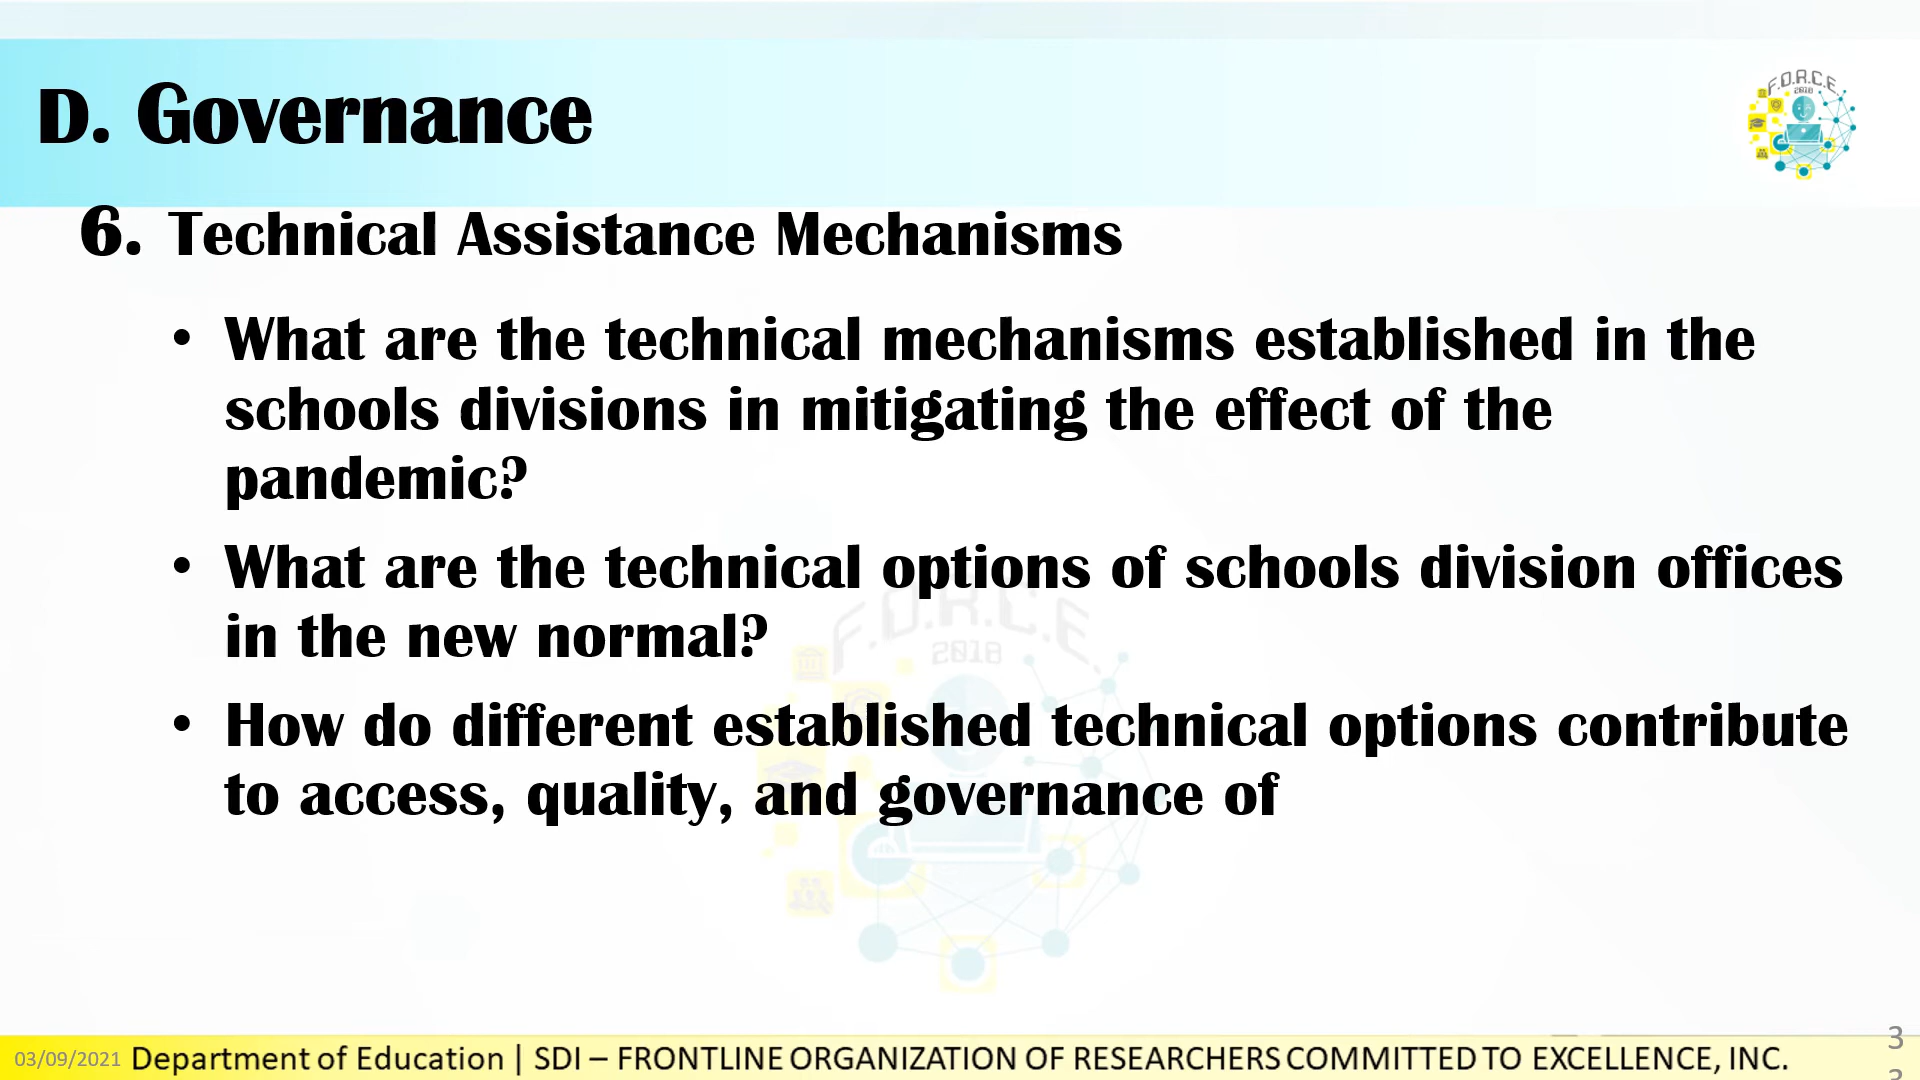 D. Governance
F.O.R.C.E.
2018
6. Technical Assistance Mechanisms
• What are the technical mechanisms established in the
schools divisions in mitigating the effect of the
pandemic?
• What are the technical options of schools division offices
in the new normal?
• How do different established technical options contribute
to access, quality, and governance of
F.O.R.C.E.
2018
03/09/2021 Department of Education | SDI – FRONTLINE ORGANIZATION OF RESEARCHERS COMMITTED TO EXCELLENCE, INC.
3
3